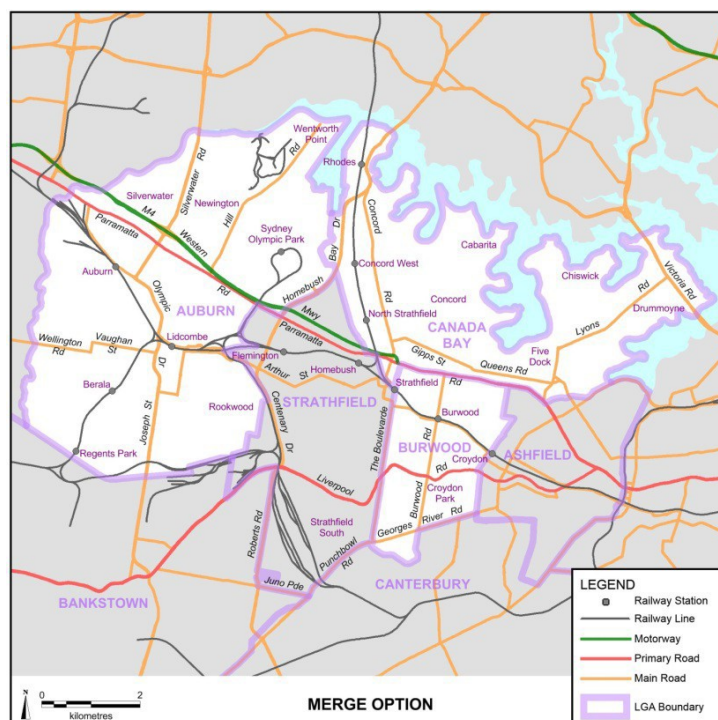 Wentworth
Point
Rhodes
Silverwater
Silverwater Rd
Newington
Hill Rd
M4
Western
Mwy
Parramatta
Rd
Sydney
Olympic Park
Homebush
Bay
Dr
Concord
Rd
Concord West
Cabarita
Chiswick
Victoria Rd
Drummoyne
Auburn
Olympic
Dr
AUBURN
North Strathfield
Concord
CANADA
BAY
Lyons
Rd
Wellington
Rd
Vaughan
St
Lidcombe
Flemington
Parramatta
Homebush
Arthur
St
Gipps St
Queens Rd
Five
Dock
Strathfield
Rd
Berala
Joseph St
Rookwood
Centenary
Dr
STRATHFIELD
The Boulevarde
Burwood
BURWOOD
ASHFIELD
Croydon
Regents Park
Liverpool
Rd
Burwood
Rd
Croydon
Park
Strathfield
South
Georges
River
Rd
Roberts Rd
Punchbowl
Rd
Juno Pde
CANTERBURY
BANKSTOWN
LEGEND
Railway Station
Railway Line
Motorway
Primary Road
Main Road
LGA Boundary
N
0 2
kilometres
MERGE OPTION